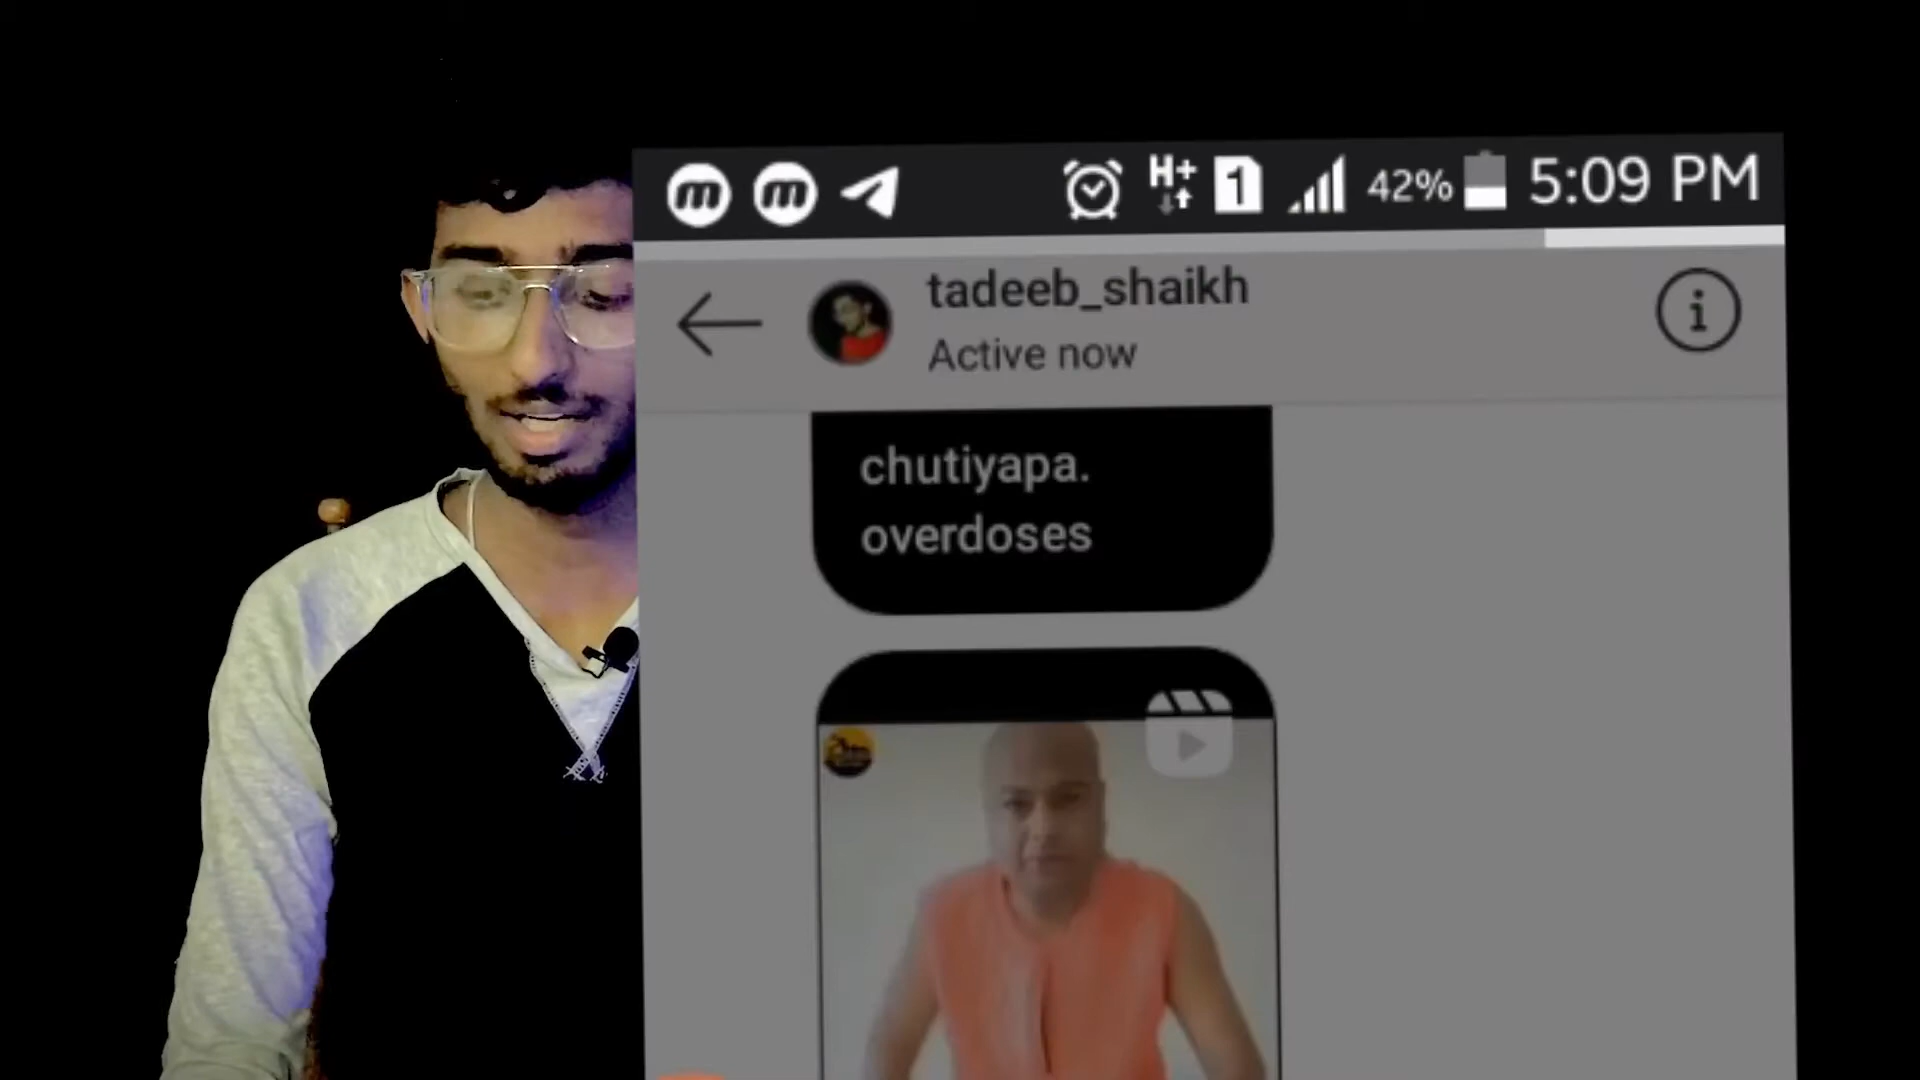 42% 5:09 PM
tadeeb_shaikh
Active now
chutiyapa.
overdoses